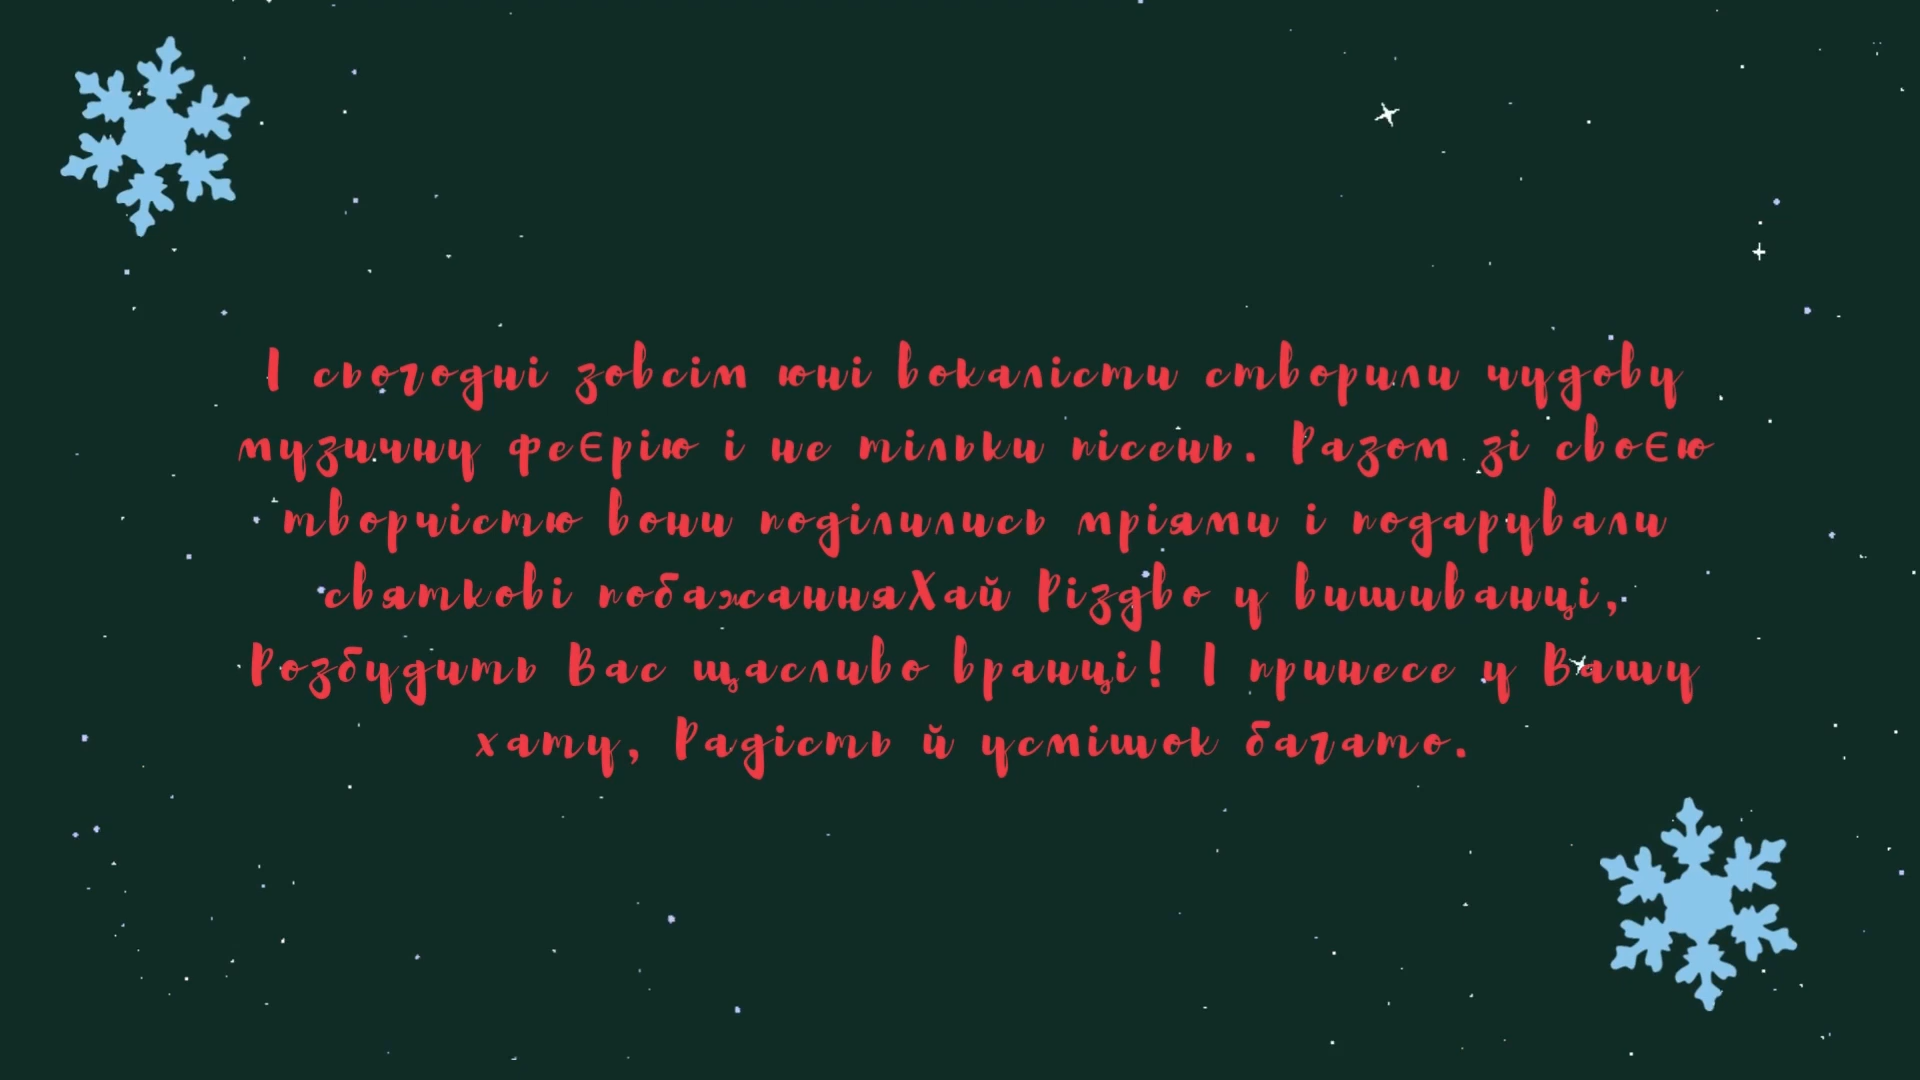 І сьогодні зовсім юні вокалісти створили чудову
музичну феЄрію і не тільки пісень. Разом зі своЄю
творчістю вони поділились мріями і подарували
святкові побажанняХай Різдво у вишиванці,
Розбудить Вас щасливо вранці! І принесе у Вашу
хату, Радість й усмішок багато.